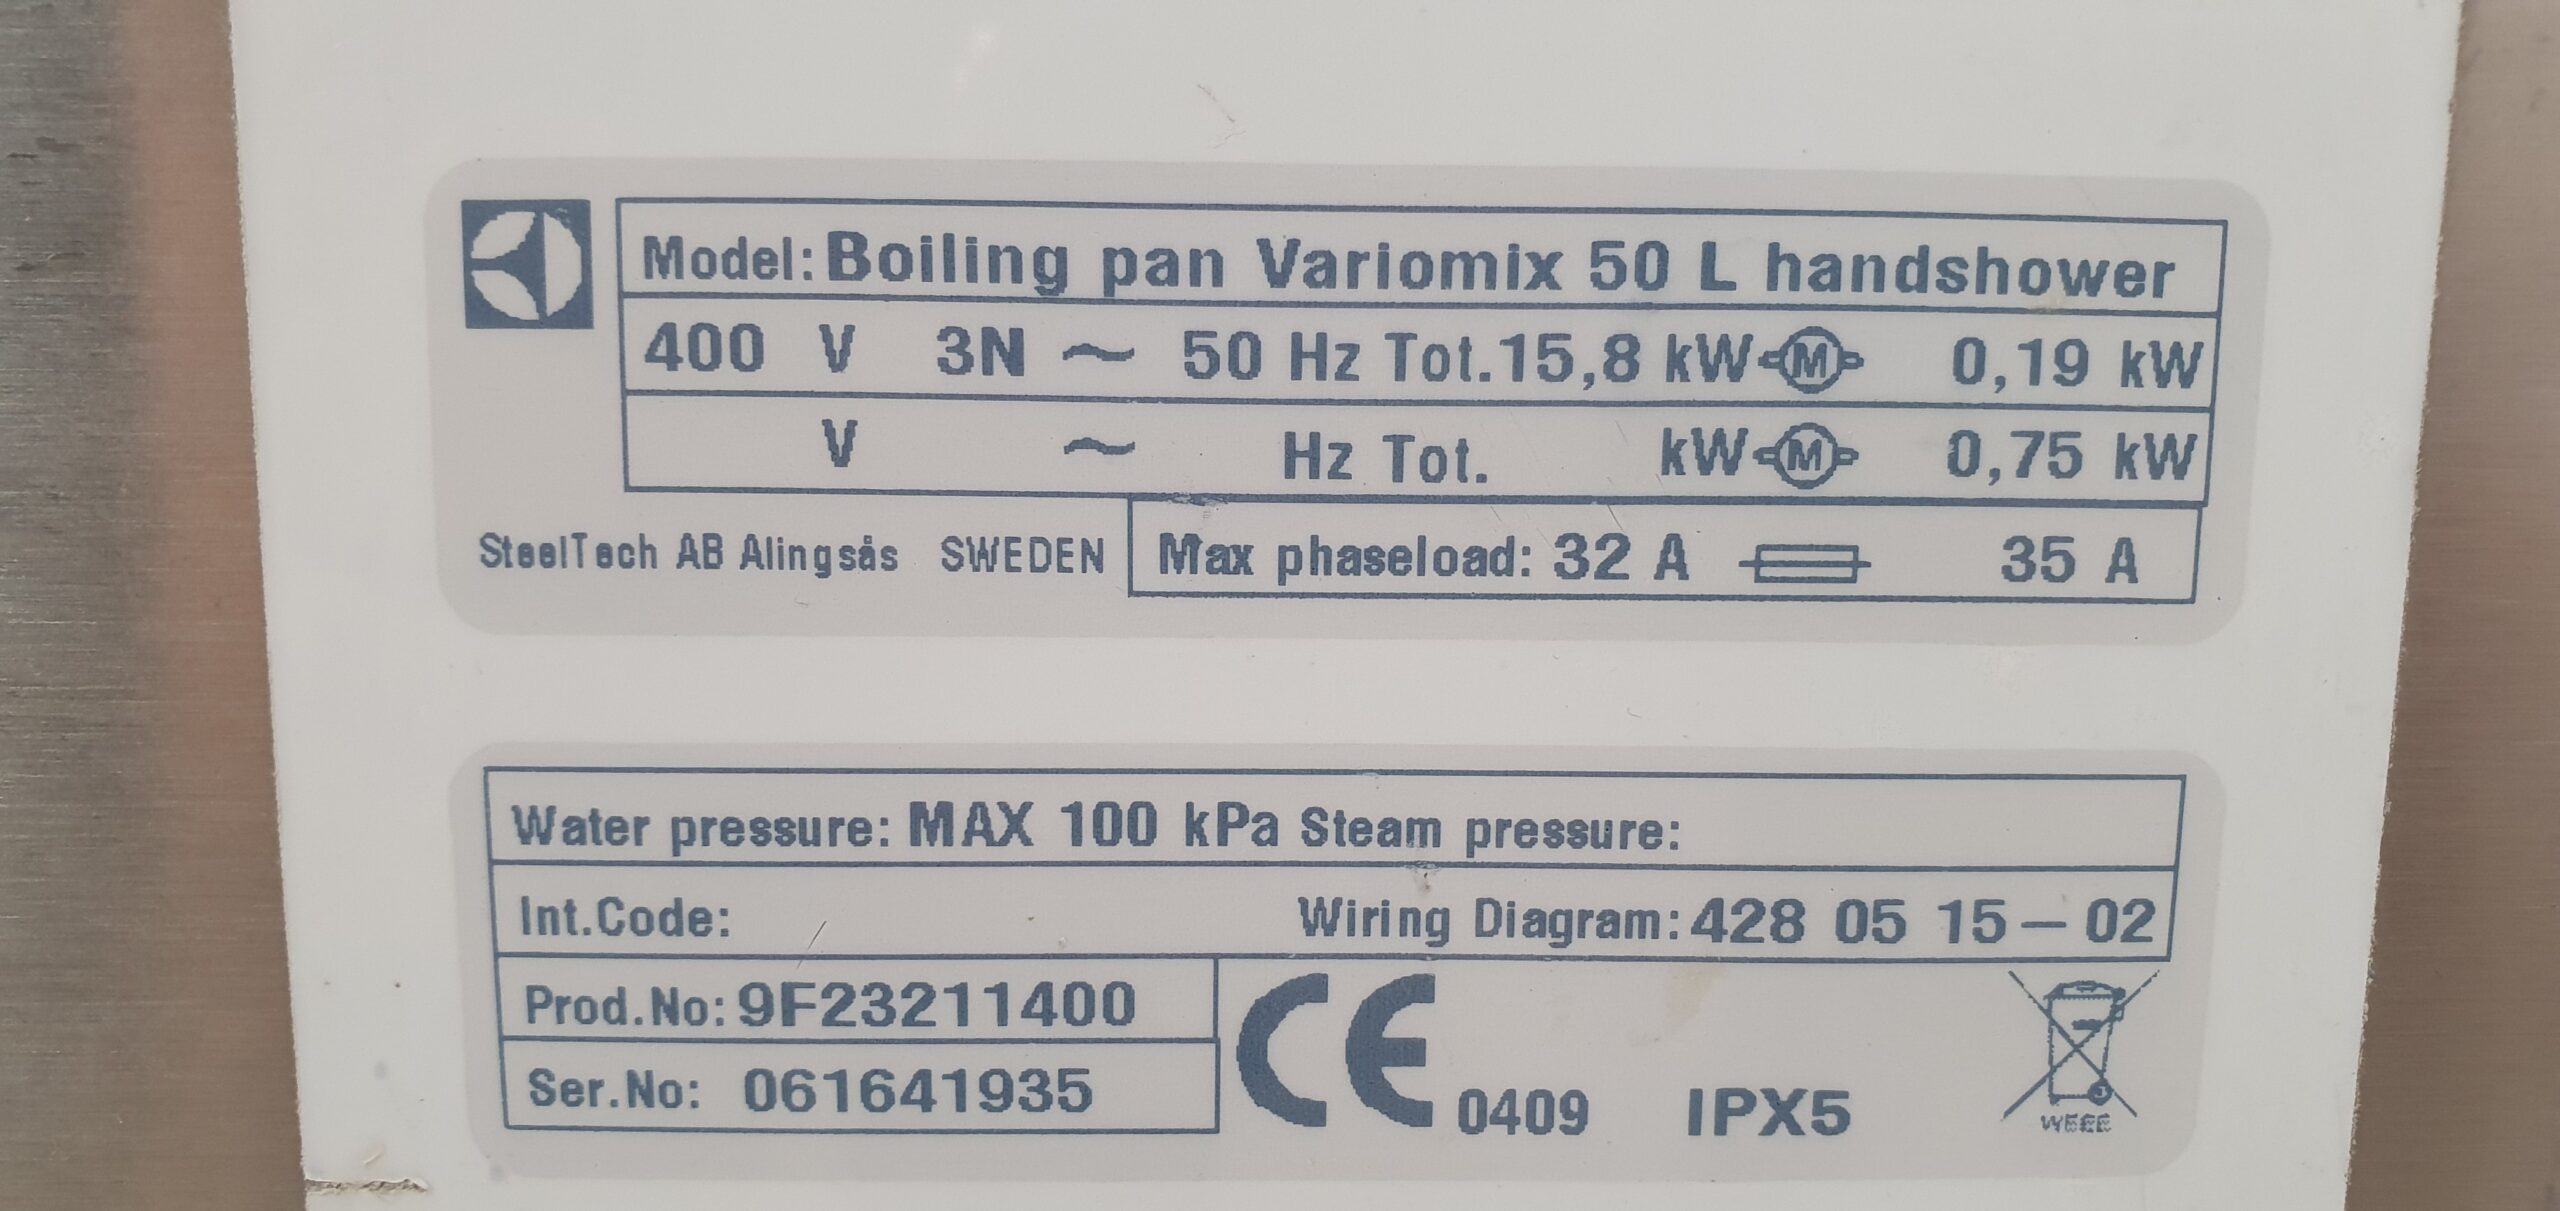 Model: Boiling pan Variomix 50 L handshower
400 V 3N ~ 50 Hz Tot.15,8 kW M 0,19 kW
V ~ Hz Tot. kW M 0,75 kW
SteelTech AB Alingsås SWEDEN Max phaseload: 32 A 35 A
Water pressure: MAX 100 kPa Steam pressure:
Int.Code: Wiring Diagram: 428 05 15-02
Prod.No: 9F23211400
Ser.No: 061641935
CE 0409 IPX5
WEEE